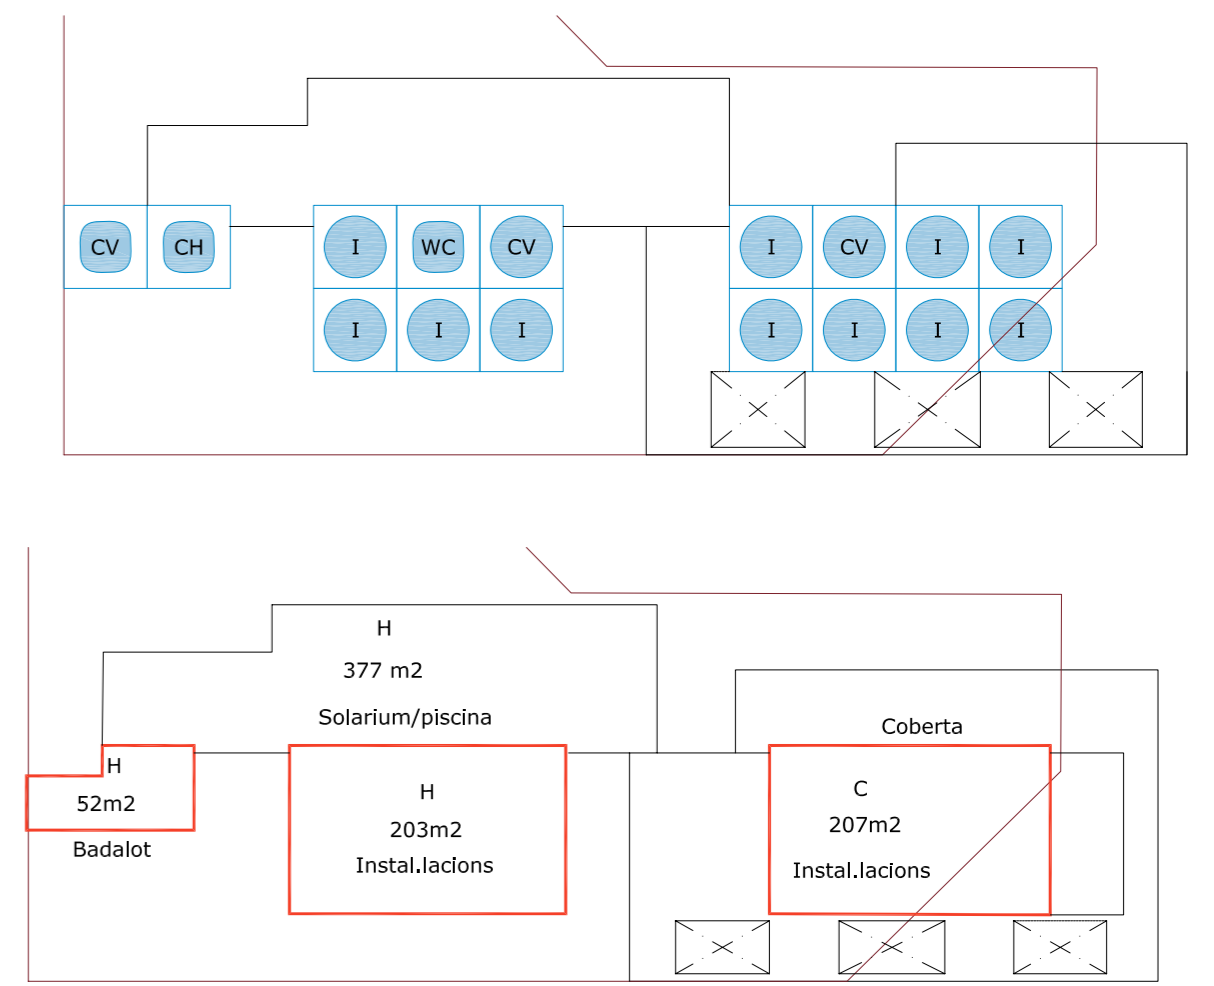 CV CH I WC CV I CV I I
I I I I I I I
H
377 m2
Solarium/piscina
Coberta
H
52m2
Badalot
H
203m2
Instal.lacions
C
207m2
Instal.lacions